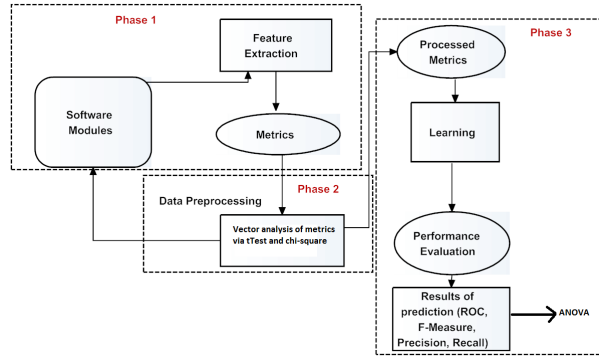 Phase 1
Feature
Extraction
Software
Modules
Metrics
Phase 2
Data Preprocessing
Vector analysis of metrics
via tTest and chi-square
Processed
Metrics
Phase 3
Learning
Performance
Evaluation
Results of
prediction (ROC,
F-Measure,
Precision, Recall)
ANOVA